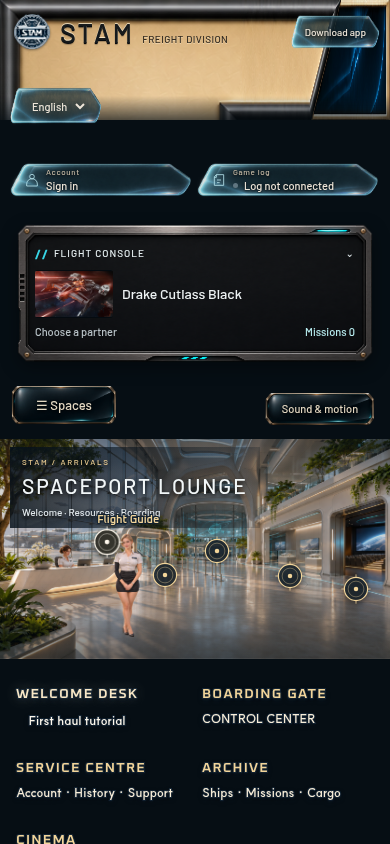 STAM
STAM FREIGHT DIVISION
Download app
English
Account
Sign in
Game log
Log not connected
// FLIGHT CONSOLE
Drake Cutlass Black
Choose a partner
Missions 0
☰ Spaces
Sound & motion
STAM / ARRIVALS
SPACEPORT LOUNGE
Welcome · Resources · Boarding
Flight Guide
WELCOME DESK
First haul tutorial
BOARDING GATE
CONTROL CENTER
SERVICE CENTRE
Account · History · Support
ARCHIVE
Ships · Missions · Cargo
CINEMA